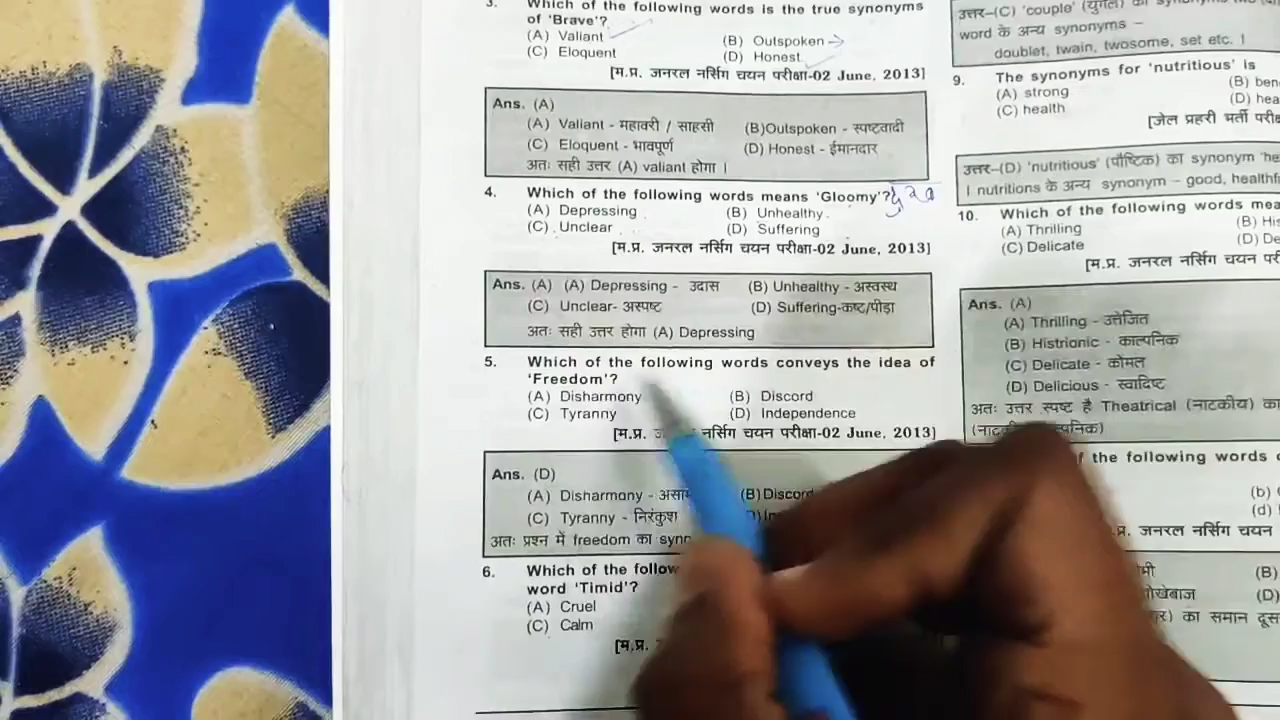 3. Which of the following words is the true synonyms
of 'Brave'?
(A) Valiant (B) Outspoken
(C) Eloquent (D) Honest
[म.प्र. जनरल नर्सिंग चयन परीक्षा-02 June, 2013]
Ans. (A)
(A) Valiant - महावरी / साहसी (B)Outspoken - स्पष्टवादी
(C) Eloquent - भावपूर्ण (D) Honest - ईमानदार
अतः सही उत्तर (A) valiant होगा ।
4. Which of the following words means 'Gloomy'?
(A) Depressing (B) Unhealthy
(C) Unclear (D) Suffering
[म.प्र. जनरल नर्सिंग चयन परीक्षा-02 June, 2013]
Ans. (A) (A) Depressing - उदास (B) Unhealthy - अस्वस्थ
(C) Unclear- अस्पष्ट (D) Suffering-कष्ट/पीड़ा
अतः सही उत्तर होगा (A) Depressing
5. Which of the following words conveys the idea of
'Freedom'?
(A) Disharmony (B) Discord
(C) Tyranny (D) Independence
[म.प्र. नर्सिंग चयन परीक्षा-02 June, 2013]
Ans. (D)
(A) Disharmony - (B) Discord
(C) Tyranny - निरंकुश
अतः प्रश्न में freedom का
6. Which of the
word 'Timid'?
(A) Cruel
(C) Calm
[म.प्र.
उत्तर–(C) 'couple'
word के अन्य synonyms –
doublet, twain, twosome, set etc. ।
9. The synonyms for 'nutritious' is
(A) strong (B)
(C) health (D)
[जेल प्रहरी भर्ती
उत्तर–(D) 'nutritious' (पौष्टिक) का synonym
। nutritions के अन्य synonym – good,
10. Which of the following words
(A) Thrilling (B)
(C) Delicate (D)
[म.प्र. जनरल नर्सिंग चयन
Ans. (A)
(A) Thrilling - उत्तेजित
(B) Histrionic - काल्पनिक
(C) Delicate - कोमल
(D) Delicious - स्वादिष्ट
अतः उत्तर स्पष्ट है Theatrical (नाटकीय) का
the following words
(b)
(d)
जनरल नर्सिंग चयन
(B)
(D)
का समान